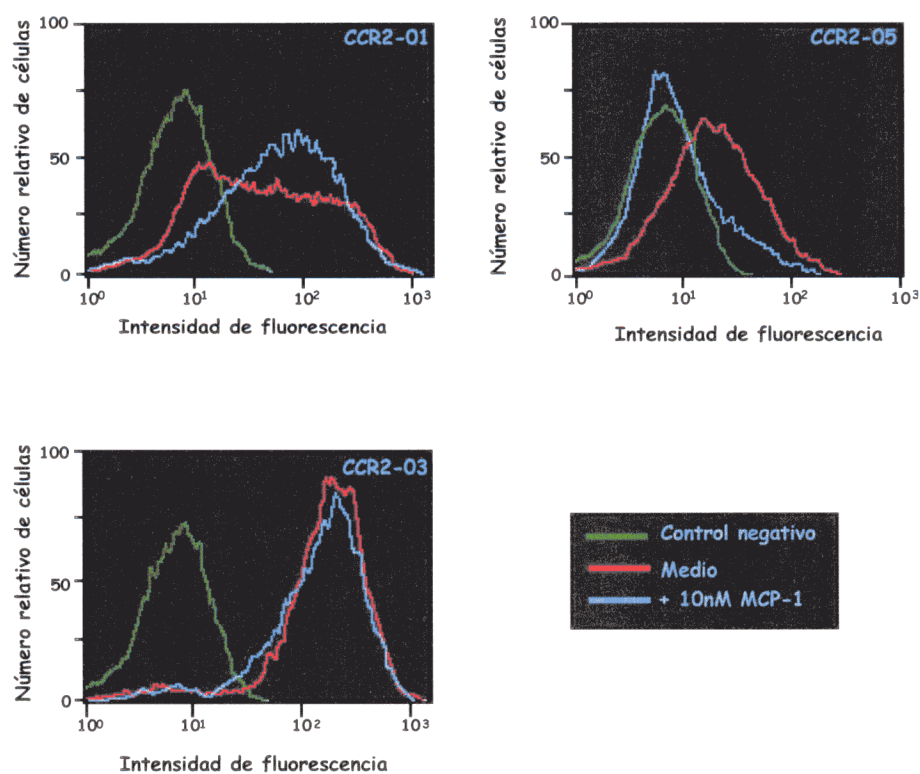 100
CCR2-01
50
0
Número relativo de células
10⁰
10¹
10²
10³
Intensidad de fluorescencia
100
CCR2-05
50
0
Número relativo de células
10⁰
10¹
10²
10³
Intensidad de fluorescencia
100
CCR2-03
50
0
Número relativo de células
10⁰
10¹
10²
10³
Intensidad de fluorescencia
Control negativo
Medio
+ 10nM MCP-1